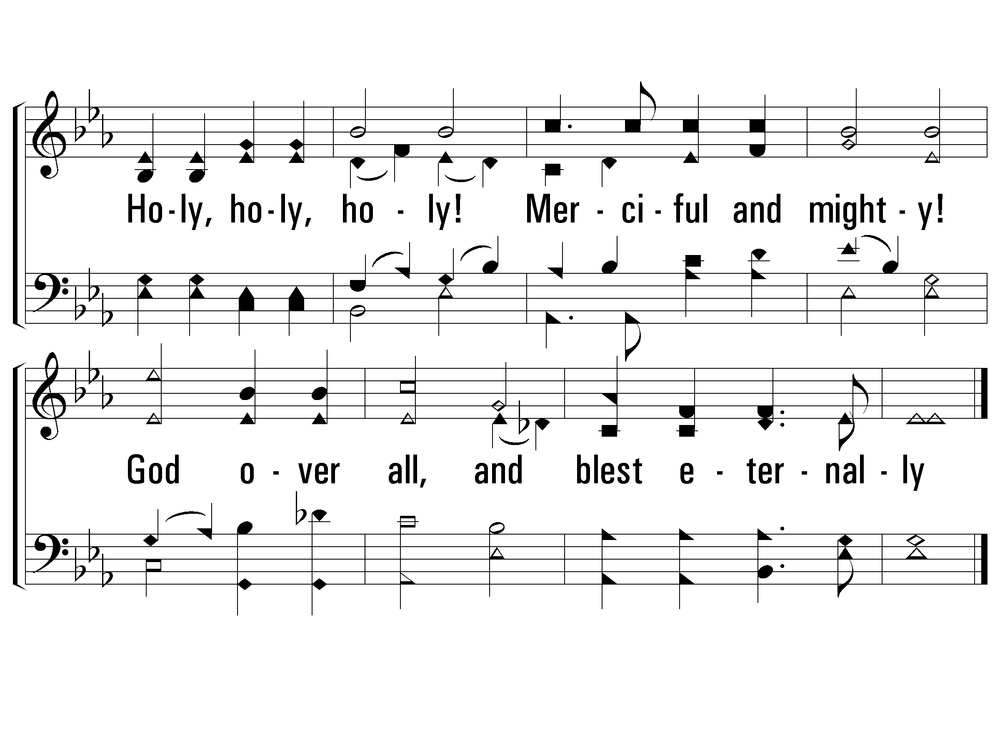 Ho-ly, ho-ly, ho - ly! Mer - ci - ful and might - y!
God o - ver all, and blest e - ter - nal - ly